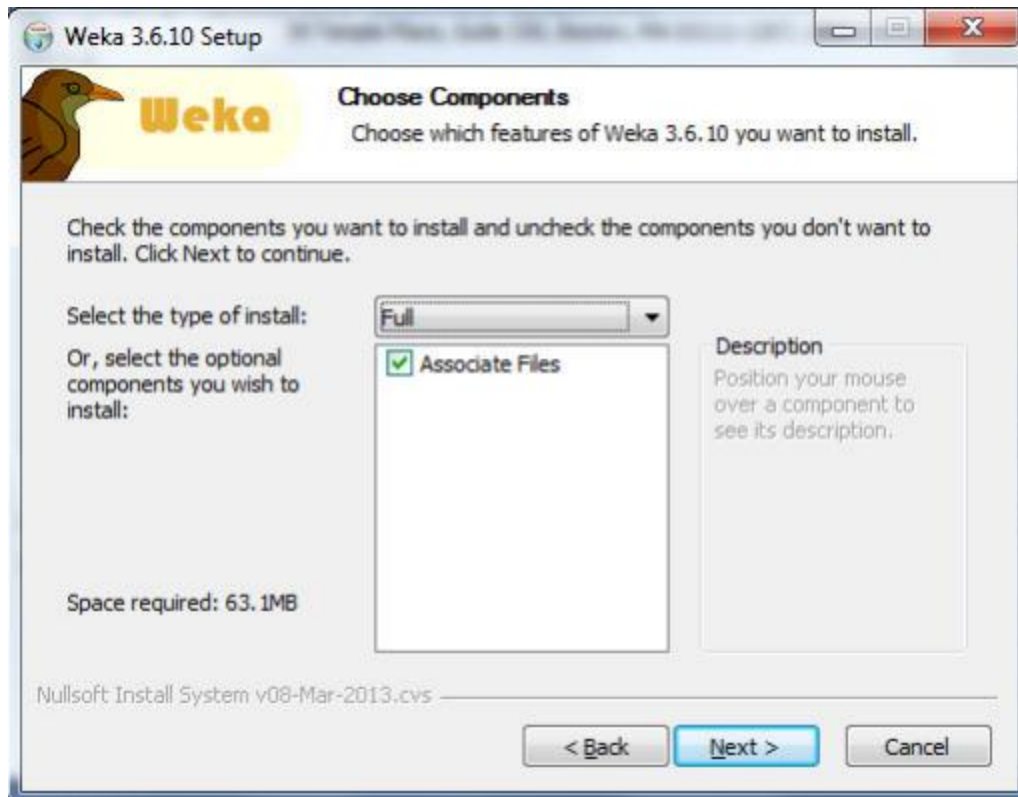 Weka 3.6.10 Setup
Weka
Choose Components
Choose which features of Weka 3.6.10 you want to install.
Check the components you want to install and uncheck the components you don't want to
install. Click Next to continue.
Select the type of install:
Full
Or, select the optional
components you wish to
install:
Associate Files
Description
Position your mouse
over a component to
see its description.
Space required: 63.1MB
Nullsoft Install System v08-Mar-2013.cvs
< Back
Next >
Cancel